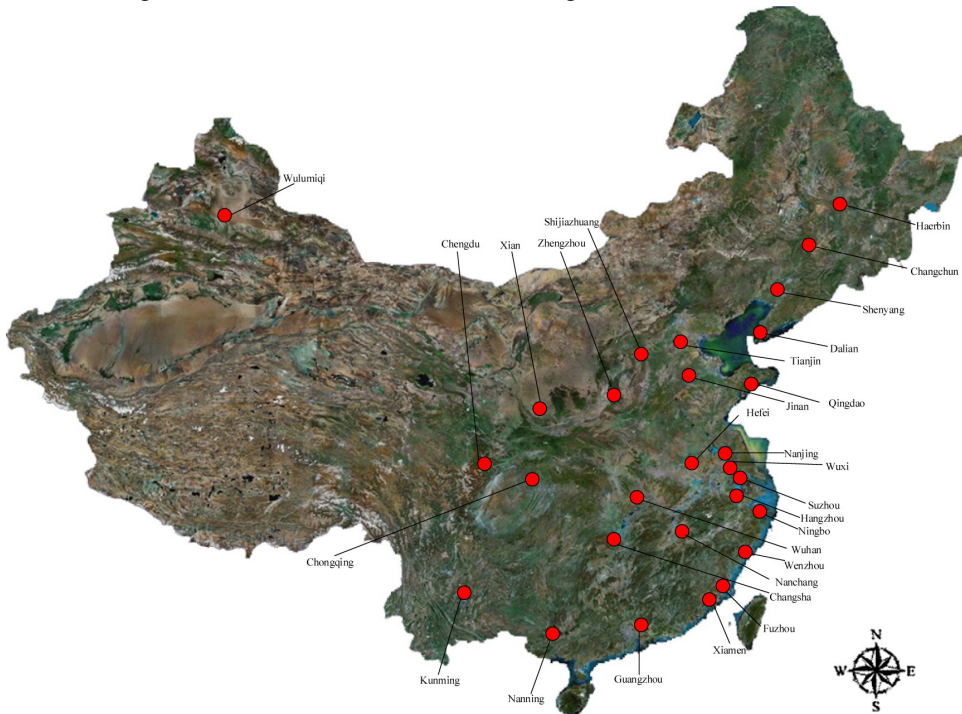 Wulumiqi
Haerbin
Shijiazhuang
Chengdu
Xian
Zhengzhou
Changchun
Shenyang
Dalian
Tianjin
Qingdao
Jinan
Hefei
Nanjing
Wuxi
Suzhou
Hangzhou
Ningbo
Wuhan
Chongqing
Wenzhou
Nanchang
Changsha
Fuzhou
Xiamen
Guangzhou
Kunming
Nanning
N
W
E
S